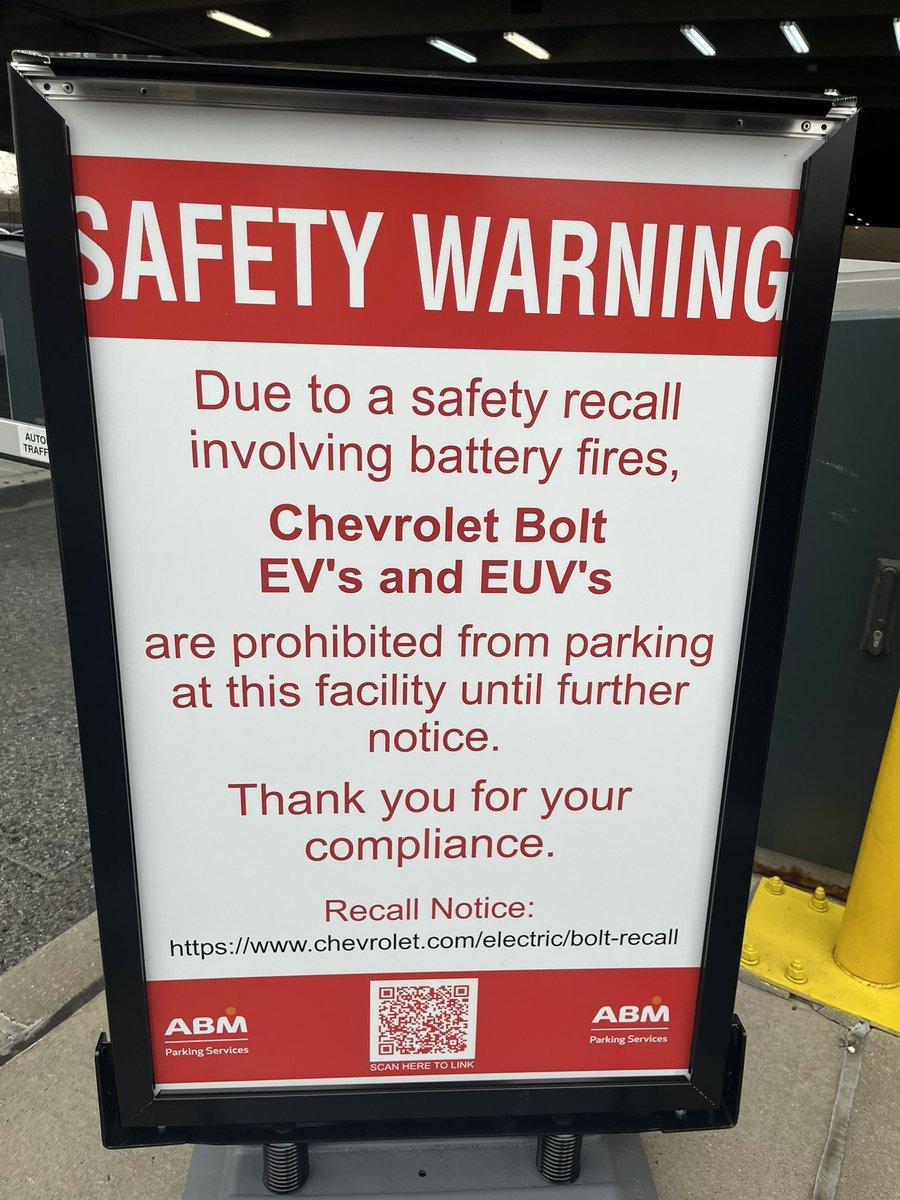 SAFETY WARNING
Due to a safety recall
involving battery fires,
Chevrolet Bolt
EV's and EUV's
are prohibited from parking
at this facility until further
notice.
Thank you for your
compliance.
Recall Notice:
https://www.chevrolet.com/electric/bolt-recall
ABM
Parking Services
SCAN HERE TO LINK
ABM
Parking Services
AUTO